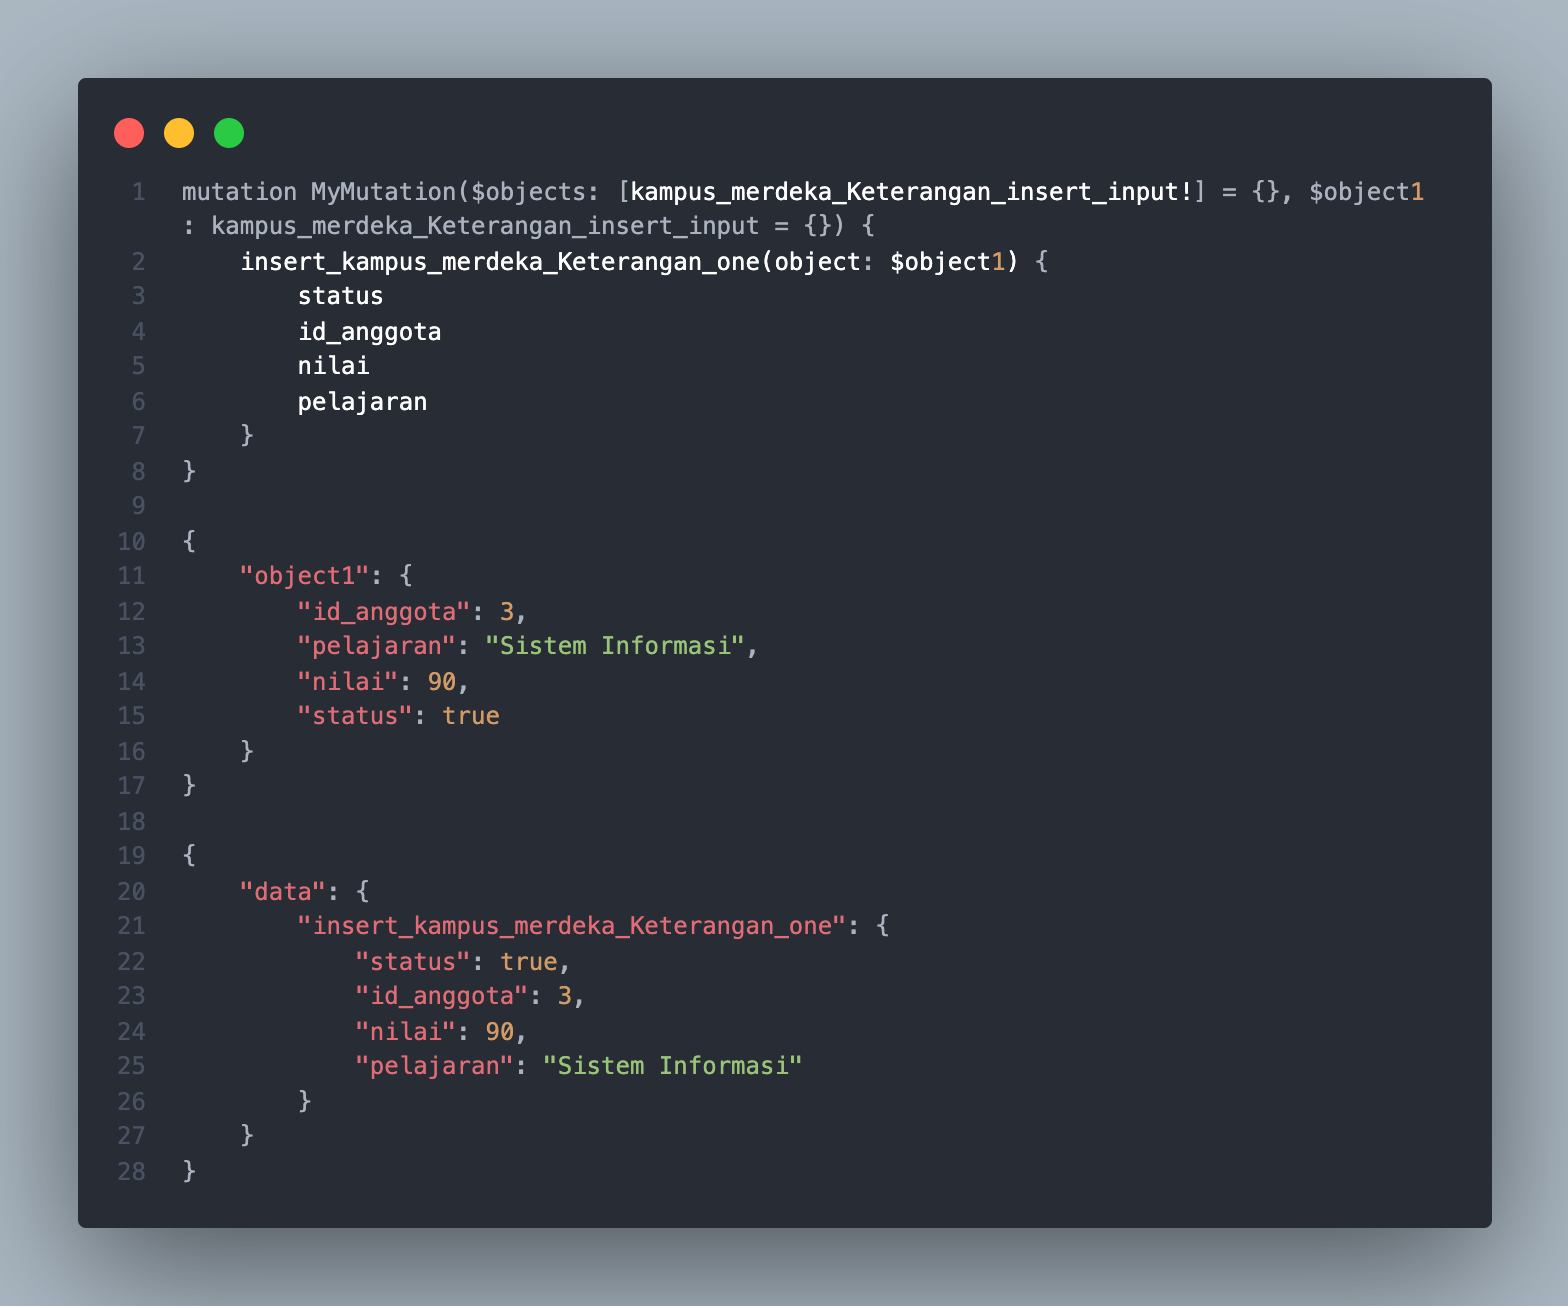 1 mutation MyMutation($objects: [kampus_merdeka_Keterangan_insert_input!] = {}, $object1
: kampus_merdeka_Keterangan_insert_input = {}) {
2     insert_kampus_merdeka_Keterangan_one(object: $object1) {
3         status
4         id_anggota
5         nilai
6         pelajaran
7     }
8 }
9
10 {
11     "object1": {
12         "id_anggota": 3,
13         "pelajaran": "Sistem Informasi",
14         "nilai": 90,
15         "status": true
16     }
17 }
18
19 {
20     "data": {
21         "insert_kampus_merdeka_Keterangan_one": {
22             "status": true,
23             "id_anggota": 3,
24             "nilai": 90,
25             "pelajaran": "Sistem Informasi"
26         }
27     }
28 }